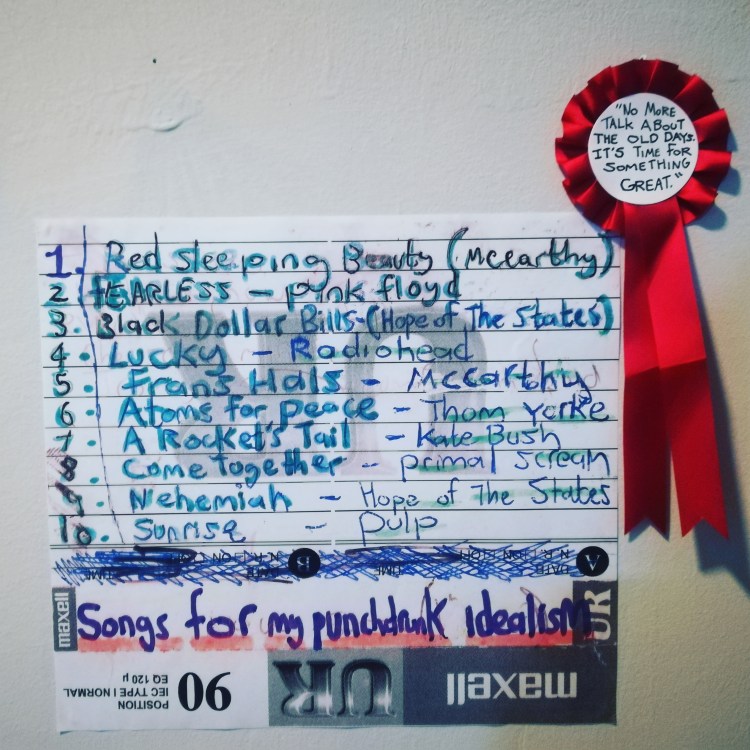 "NO MORE
TALK ABOUT
THE OLD DAYS.
IT'S TIME FOR
SOMETHING
GREAT."
1. Red Sleeping Beauty (Mccarthy)
2 FEARLESS – pink floyd
3. Black Dollar Bills - (Hope of The States)
4. Lucky – Radiohead
5. Frans Hals – Mccarthy
6. Atoms for peace – Thom Yorke
7. A Rocket's Tail – Kate Bush
8. Come Together – primal scream
9. Nehemiah – Hope of The States
10. Sunrise – Pulp
B
A
DATE
TIME
N.R.
DATE
TIME
N.R.
maxell
Songs for my punchdrunk idealism
UR
POSITION
IEC TYPE I NORMAL
EQ 120 µ
90
UR
maxell